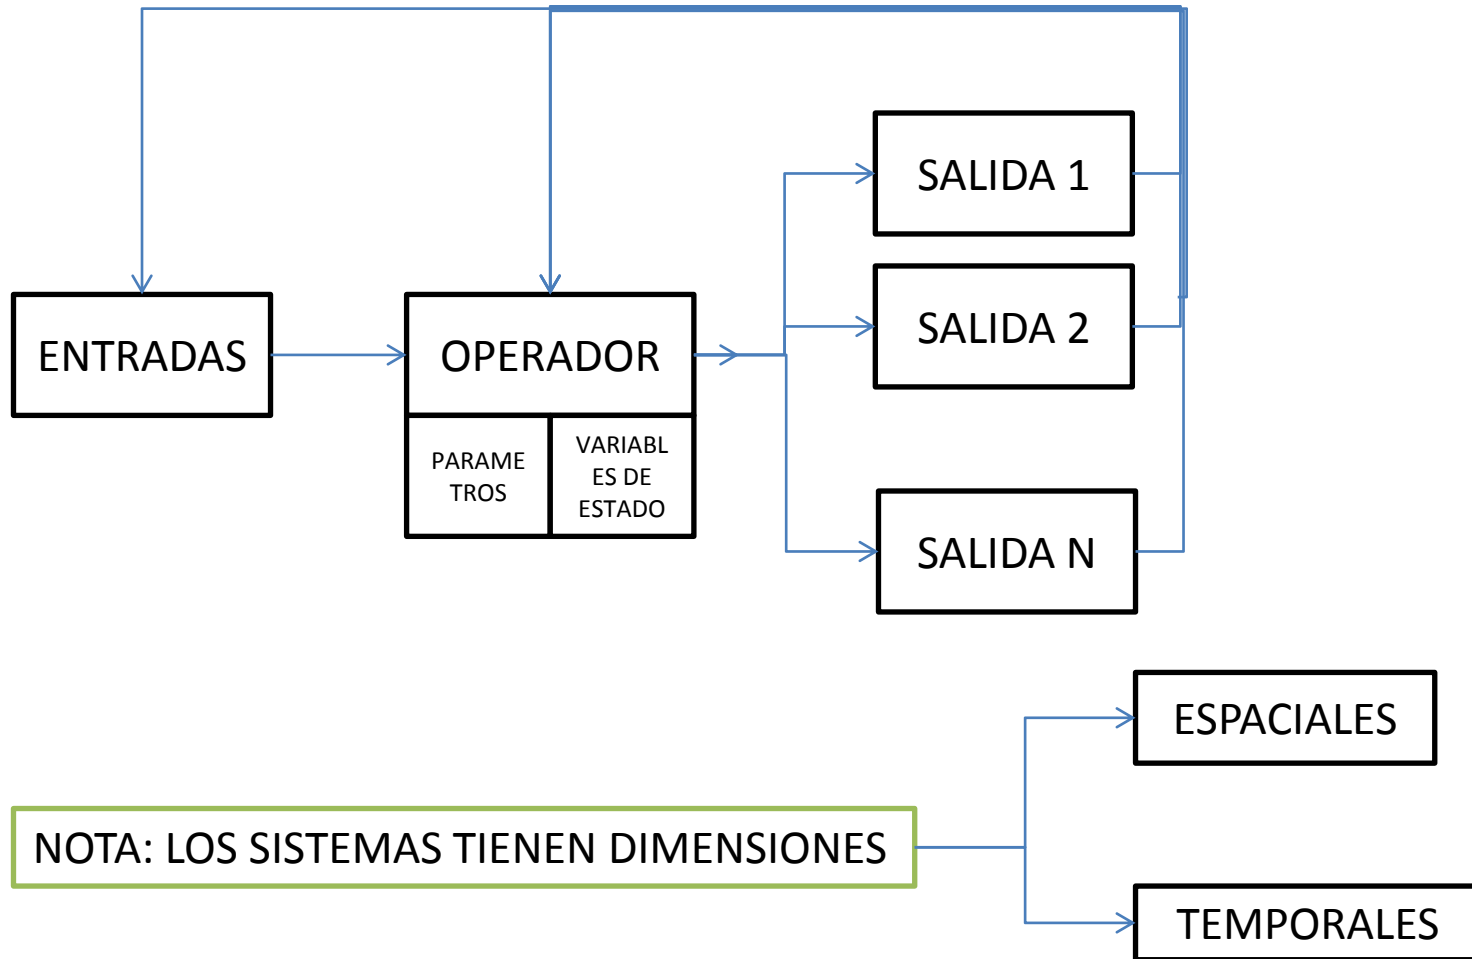 SALIDA 1
ENTRADAS
OPERADOR
SALIDA 2
PARAME
TROS
VARIABL
ES DE
ESTADO
SALIDA N
ESPACIALES
NOTA: LOS SISTEMAS TIENEN DIMENSIONES
TEMPORALES